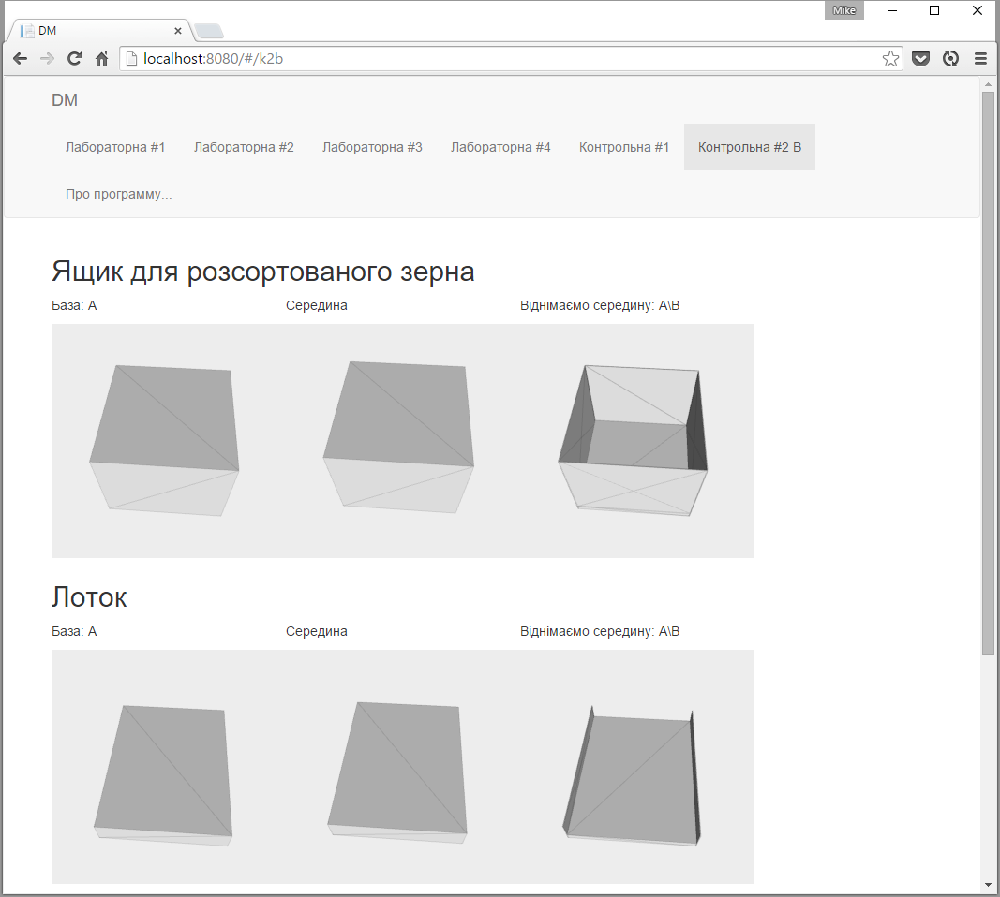 Mike
DM
localhost:8080/#/k2b
DM
Лабораторна #1 Лабораторна #2 Лабораторна #3 Лабораторна #4 Контрольна #1 Контрольна #2 В
Про программу...
Ящик для розсортованого зерна
База: А Середина Віднімаємо середину: А\В
Лоток
База: А Середина Віднімаємо середину: А\В